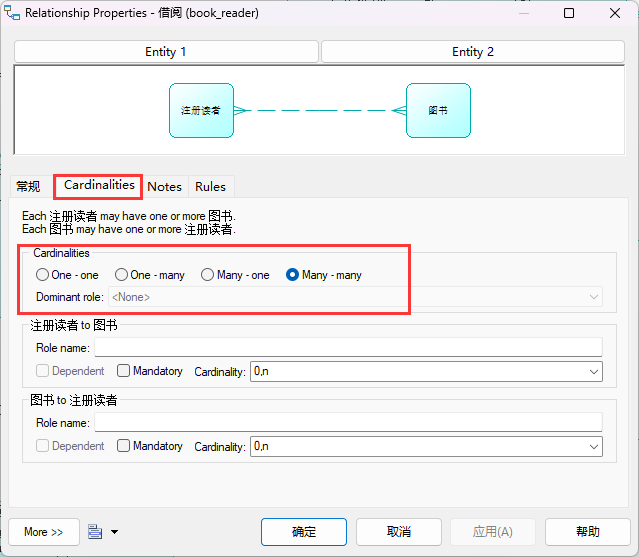 Relationship Properties - 借阅 (book_reader)
Entity 1
Entity 2
注册读者
图书
常规
Cardinalities
Notes
Rules
Each 注册读者 may have one or more 图书.
Each 图书 may have one or more 注册读者.
Cardinalities
One - one
One - many
Many - one
Many - many
Dominant role:
<None>
注册读者 to 图书
Role name:
Dependent
Mandatory
Cardinality:
0,n
图书 to 注册读者
Role name:
Dependent
Mandatory
Cardinality:
0,n
More >>
确定
取消
应用(A)
帮助